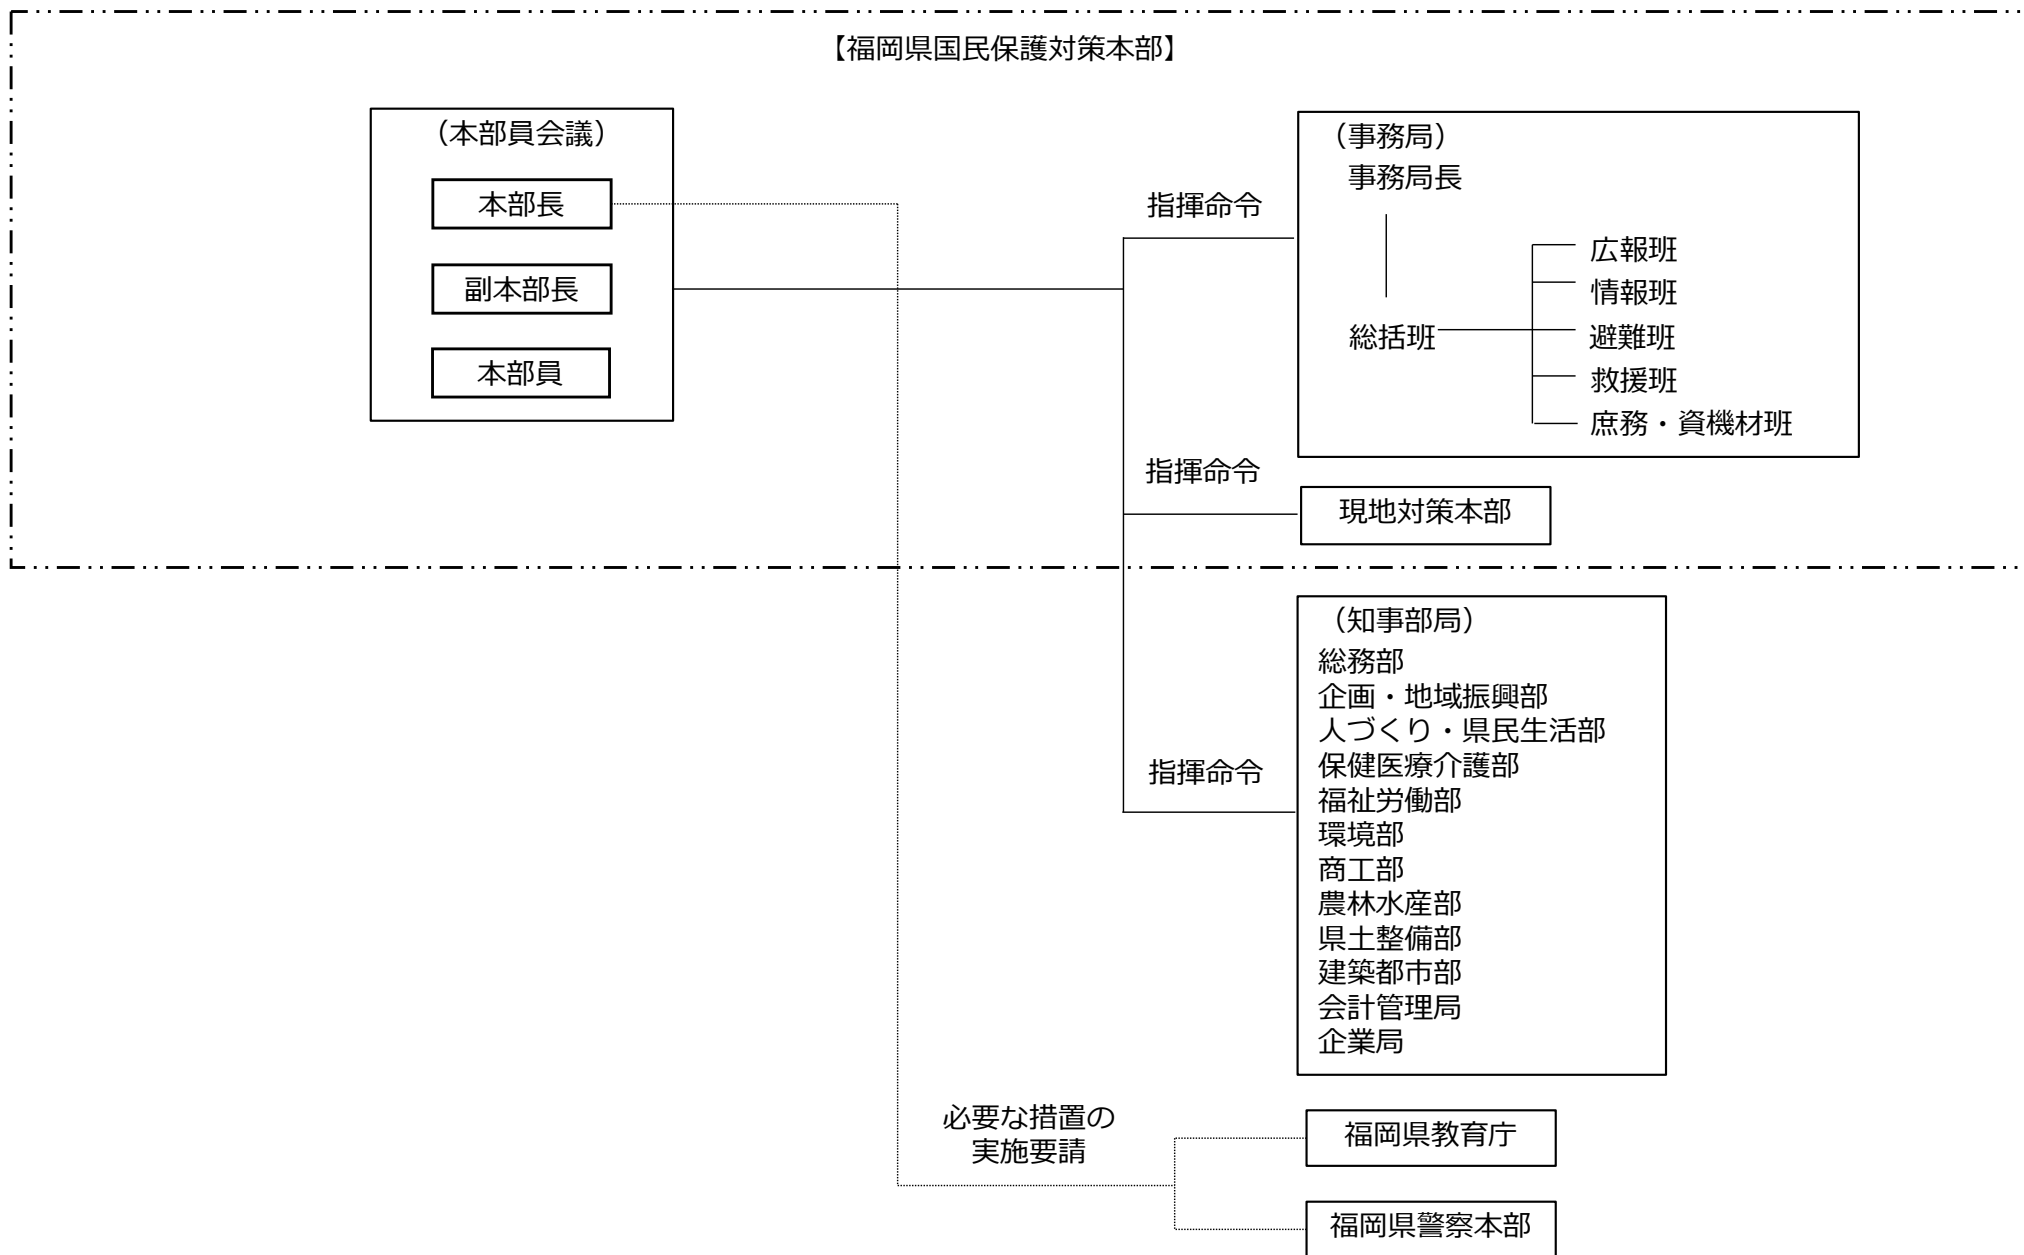 【福岡県国民保護対策本部】
（本部員会議）
本部長
副本部長
本部員
指揮命令
（事務局）
事務局長
総括班
広報班
情報班
避難班
救援班
庶務・資機材班
指揮命令
現地対策本部
指揮命令
（知事部局）
総務部
企画・地域振興部
人づくり・県民生活部
保健医療介護部
福祉労働部
環境部
商工部
農林水産部
県土整備部
建築都市部
会計管理局
企業局
必要な措置の
実施要請
福岡県教育庁
福岡県警察本部